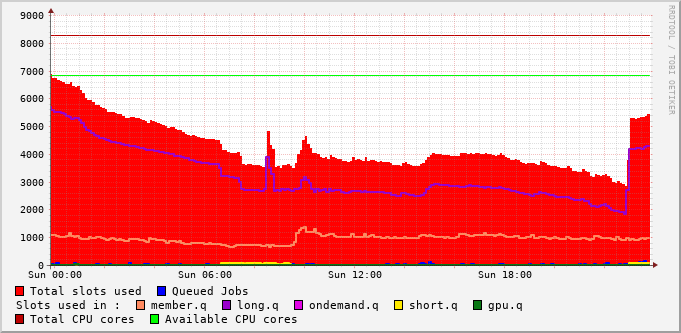 9000
8000
7000
6000
5000
4000
3000
2000
1000
0
Sun 00:00 Sun 06:00 Sun 12:00 Sun 18:00
RRDTOOL / TOBI OETIKER
Total slots used Queued Jobs
Slots used in : member.q long.q ondemand.q short.q gpu.q
Total CPU cores Available CPU cores